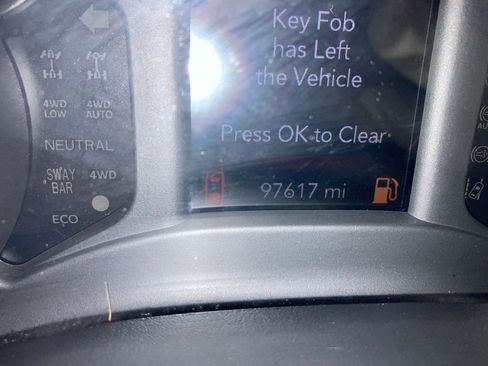 Key Fob
has Left
the Vehicle
Press OK to Clear
97617 mi
4WD LOW
4WD AUTO
NEUTRAL
SWAY BAR
4WD
ECO
AU